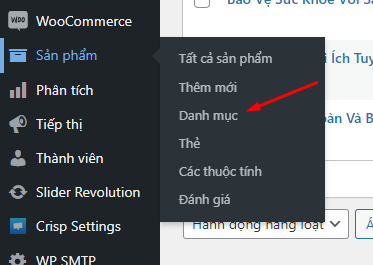 Bảo Vệ Sức Khỏe Với Sả
WOO WooCommerce
Sản phẩm
Tất cả sản phẩm
i Ích Tuy
Thêm mới
Phân tích
Danh mục
Tiếp thị
àn Và B
Thẻ
Thành viên
Các thuộc tính
Slider Revolution
Đánh giá
Crisp Settings
Hành động hàng loạt
WP SMTP